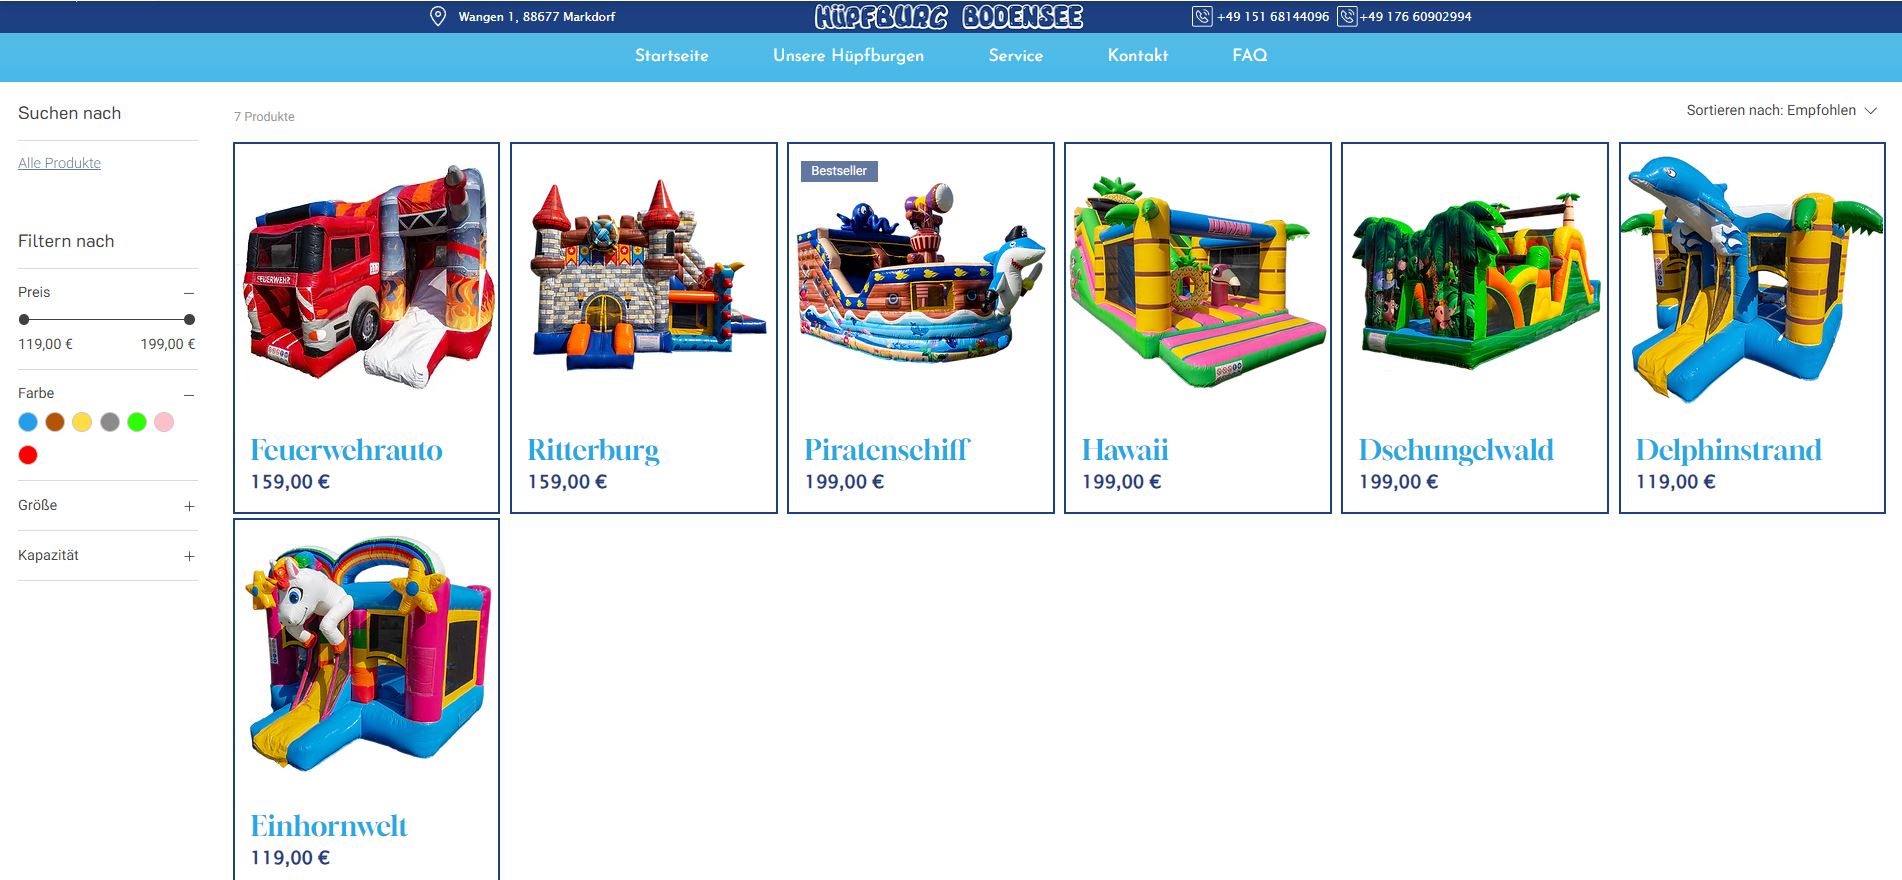 Wangen 1, 88677 Markdorf
HÜPFBURG BODENSEE
+49 151 68144096
+49 176 60902994
Startseite
Unsere Hüpfburgen
Service
Kontakt
FAQ
Suchen nach
Alle Produkte
Filtern nach
Preis
119,00 €
199,00 €
Farbe
Größe
Kapazität
7 Produkte
Sortieren nach: Empfohlen
FEUERWEHR
Feuerwehrauto
159,00 €
Ritterburg
159,00 €
Bestseller
Piratenschiff
199,00 €
HAWAII
Hawaii
199,00 €
Dschungelwald
199,00 €
Delphinstrand
119,00 €
Einhornwelt
119,00 €